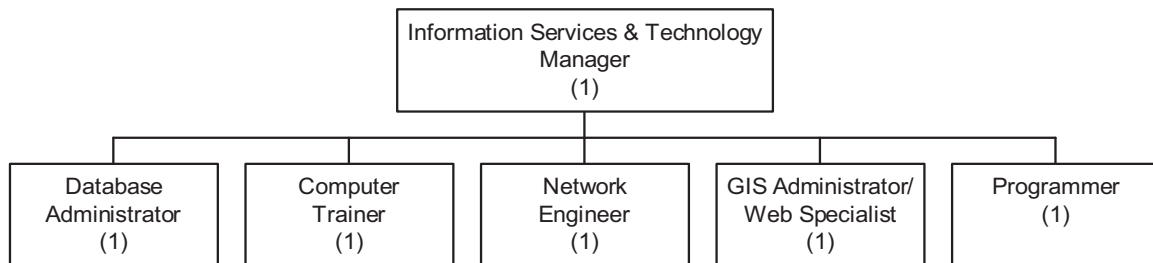 Information Services & Technology
Manager
(1)
Database
Administrator
(1)
Computer
Trainer
(1)
Network
Engineer
(1)
GIS Administrator/
Web Specialist
(1)
Programmer
(1)